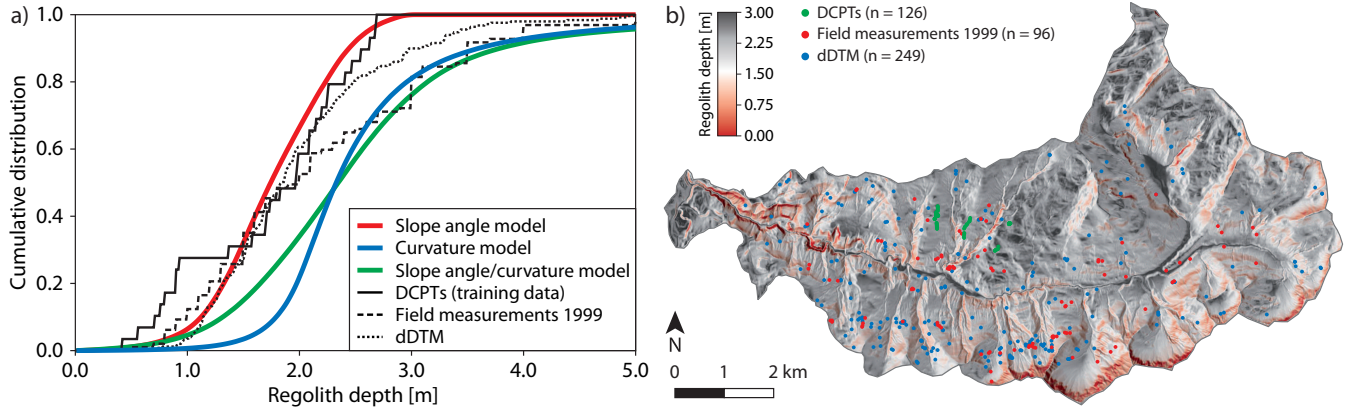 a)
Cumulative distribution
1.0
0.8
0.6
0.4
0.2
0.0
0.0 1.0 2.0 3.0 4.0 5.0
Regolith depth [m]
Slope angle model
Curvature model
Slope angle/curvature model
DCPTs (training data)
Field measurements 1999
dDTM
b)
Regolith depth [m]
3.00
2.25
1.50
0.75
0.00
DCPTs (n = 126)
Field measurements 1999 (n = 96)
dDTM (n = 249)
N
0 1 2 km